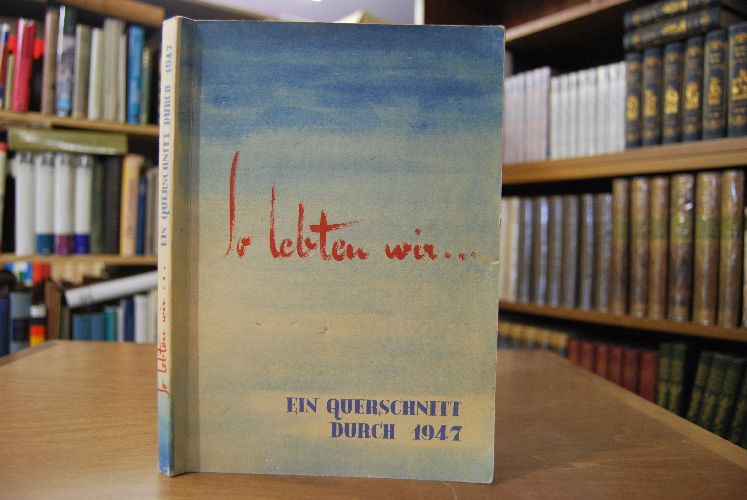 So lebten wir...
EIN QUERSCHNITT
DURCH 1947
So lebten wir... EIN QUERSCHNITT DURCH 1947